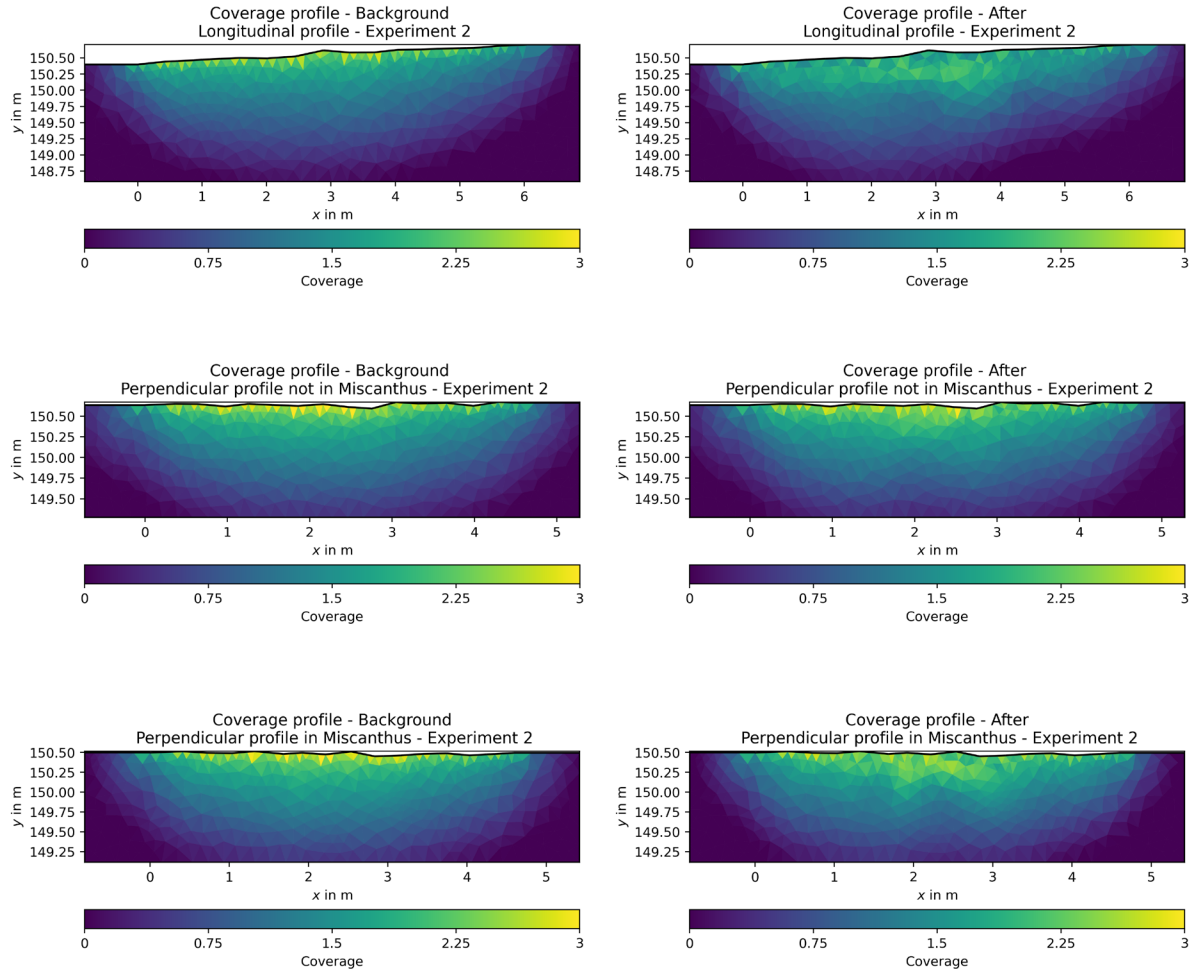 Coverage profile - Background
Longitudinal profile - Experiment 2
150.50
150.25
150.00
149.75
149.50
149.25
149.00
148.75
y in m
0 1 2 3 4 5 6
x in m
0 0.75 1.5 2.25 3
Coverage
Coverage profile - After
Longitudinal profile - Experiment 2
150.50
150.25
150.00
149.75
149.50
149.25
149.00
148.75
y in m
0 1 2 3 4 5 6
x in m
0 0.75 1.5 2.25 3
Coverage
Coverage profile - Background
Perpendicular profile not in Miscanthus - Experiment 2
150.50
150.25
150.00
149.75
149.50
y in m
0 1 2 3 4 5
x in m
0 0.75 1.5 2.25 3
Coverage
Coverage profile - After
Perpendicular profile not in Miscanthus - Experiment 2
150.50
150.25
150.00
149.75
149.50
y in m
0 1 2 3 4 5
x in m
0 0.75 1.5 2.25 3
Coverage
Coverage profile - Background
Perpendicular profile in Miscanthus - Experiment 2
150.50
150.25
150.00
149.75
149.50
149.25
y in m
0 1 2 3 4 5
x in m
0 0.75 1.5 2.25 3
Coverage
Coverage profile - After
Perpendicular profile in Miscanthus - Experiment 2
150.50
150.25
150.00
149.75
149.50
149.25
y in m
0 1 2 3 4 5
x in m
0 0.75 1.5 2.25 3
Coverage